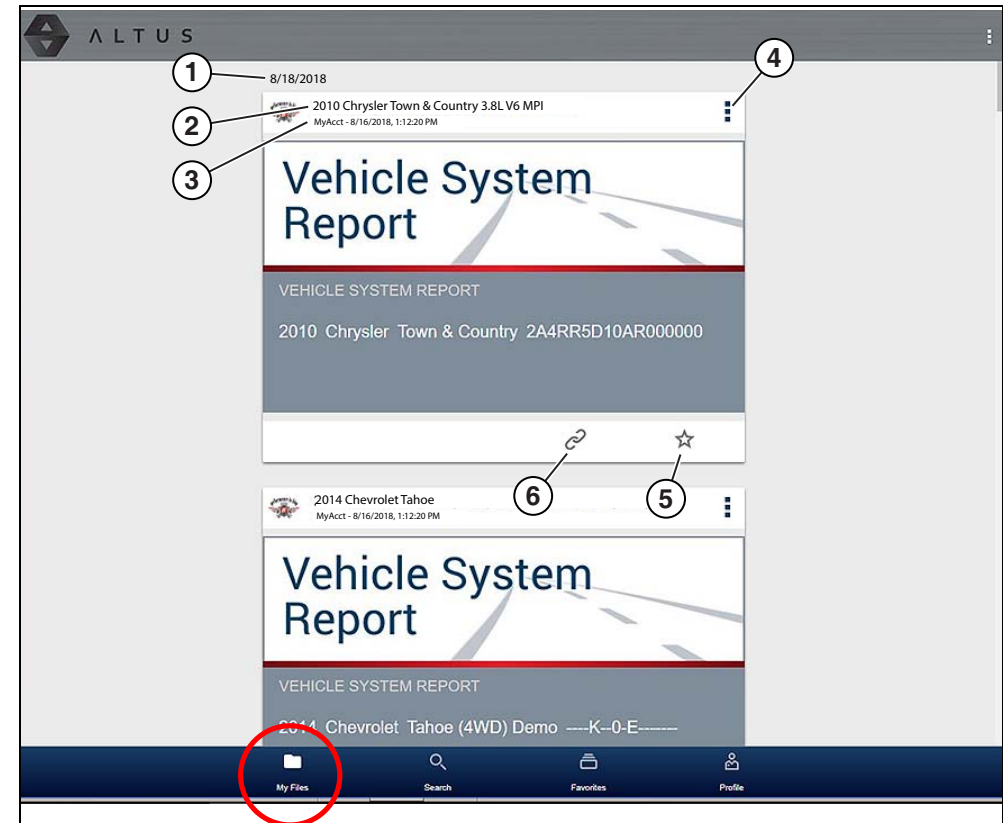 ALTUS
1
8/18/2018
4
2
2010 Chrysler Town & Country 3.8L V6 MPI
3
MyAcct - 8/16/2018, 1:12:20 PM
Vehicle System
Report
VEHICLE SYSTEM REPORT
2010 Chrysler Town & Country 2A4RR5D10AR000000
6
5
2014 Chevrolet Tahoe
MyAcct - 8/16/2018, 1:12:20 PM
Vehicle System
Report
VEHICLE SYSTEM REPORT
2014 Chevrolet Tahoe (4WD) Demo ----K--0-E-------
My Files
Search
Favorites
Profile